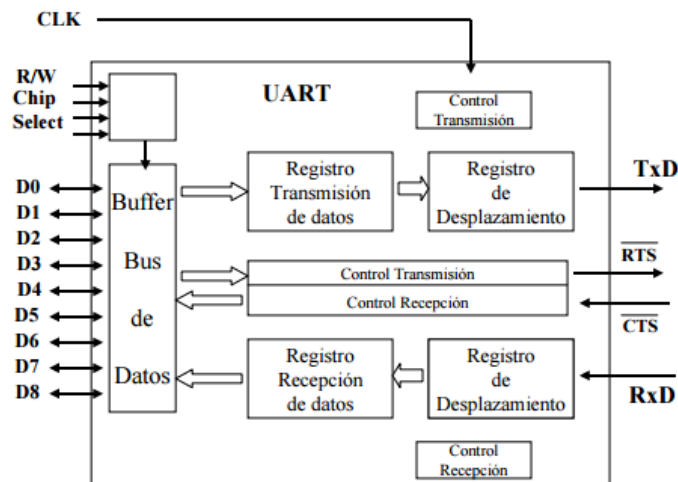 CLK
R/W
Chip
Select
UART
Control
Transmisión
D0
D1
D2
D3
D4
D5
D6
D7
D8
Buffer
Bus
de
Datos
Registro
Transmisión
de datos
Registro
de
Desplazamiento
TxD
Control Transmisión
Control Recepción
RTS
CTS
Registro
Recepción
de datos
Registro
de
Desplazamiento
RxD
Control
Recepción